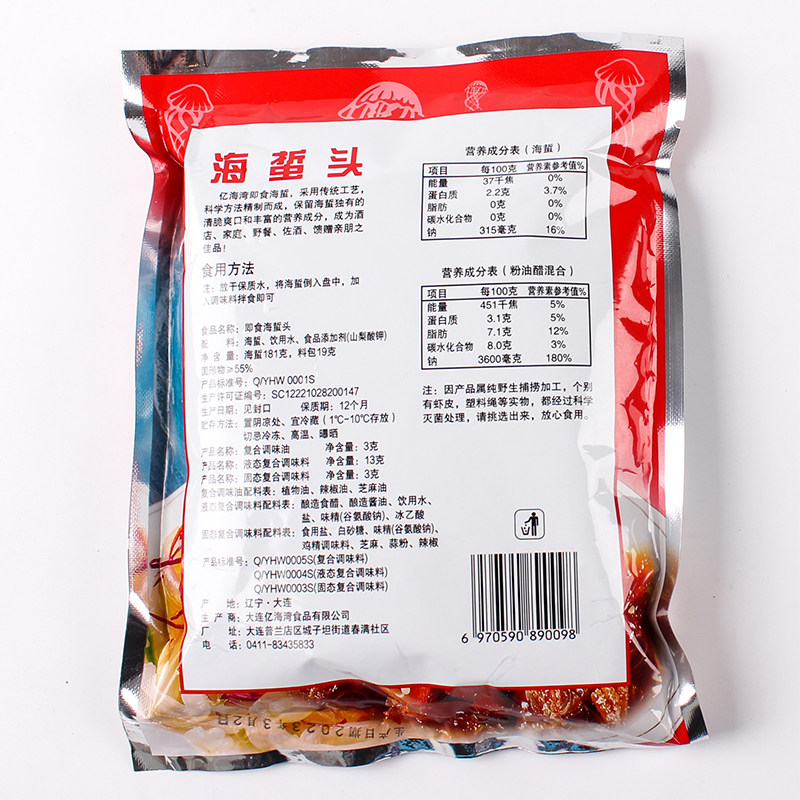 海蜇头
亿海湾即食海蜇，采用传统工艺，
科学方法精制而成，保留海蜇独有的
清脆爽口和丰富的营养成分，成为酒
店、家庭、野餐、佐酒、馈赠亲朋之
佳品！
食用方法
注：放干保质水，将海蜇倒入盘中，加
入调味料拌食即可
食品名称：即食海蜇头
配　　料：海蜇、饮用水、食品添加剂(山梨酸钾)
净 含 量：海蜇181克，料包19克
固形物≥55%
产品标准号：Q/YHW 0001S
生产许可证编号：SC12221028200147
生产日期：见封口　保质期：12个月
贮存方法：置阴凉处、宜冷藏（1℃-10℃存放）
切忌冷冻、高温、曝晒
产品名称：复合调味油　净含量：3克
产品名称：液态复合调味料　净含量：13克
产品名称：固态复合调味料　净含量：3克
复合调味油配料表：植物油、辣椒油、芝麻油
液态复合调味料配料表：酿造食醋、酿造酱油、饮用水、
盐、味精(谷氨酸钠)、冰乙酸
固态复合调味料配料表：食用盐、白砂糖、味精(谷氨酸钠)、
鸡精调味料、芝麻、蒜粉、辣椒
产品标准号：Q/YHW0005S(复合调味油)
Q/YHW0004S(液态复合调味料)
Q/YHW0003S(固态复合调味料)
产　　地：辽宁·大连
生 产 商：大连亿海湾食品有限公司
厂　　址：大连普兰店区城子坦街道春满社区
电　　话：0411-83435833
营养成分表（海蜇）
项目　每100克　营养素参考值%
能量　37千焦　0%
蛋白质　2.2克　3.7%
脂肪　0克　0%
碳水化合物　0克　0%
钠　315毫克　16%
营养成分表（粉油醋混合）
项目　每100克　营养素参考值%
能量　451千焦　5%
蛋白质　3.1克　5%
脂肪　7.1克　12%
碳水化合物　8.0克　3%
钠　3600毫克　180%
注：因产品属纯野生捕捞加工，个别
有虾皮，塑料绳等实物，都经过科学
灭菌处理，请挑选出来，放心食用。
6 970590 890098
生产日期2023年3月2日